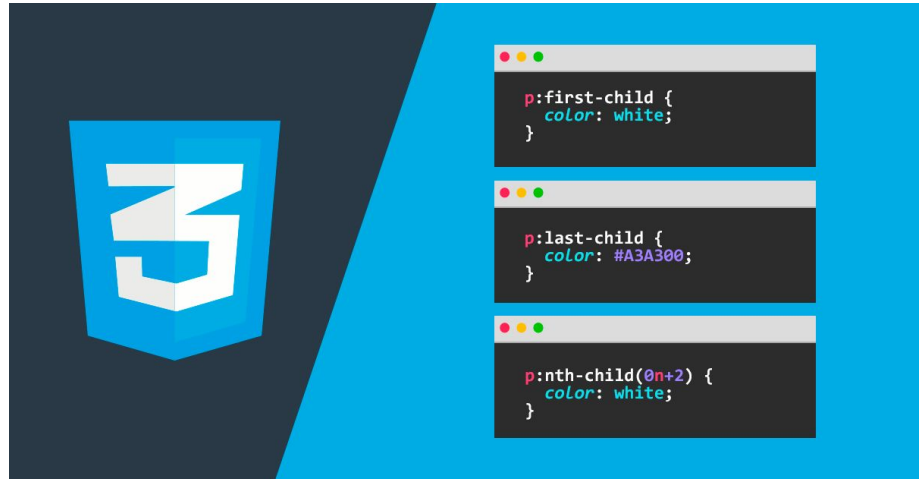 3
p:first-child {
color: white;
}
p:last-child {
color: #A3A300;
}
p:nth-child(0n+2) {
color: white;
}